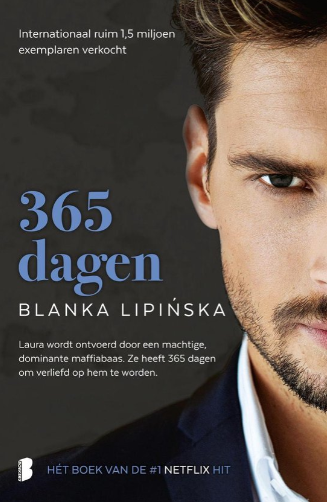 Internationaal ruim 1,5 miljoen
exemplaren verkocht
365
dagen
BLANKA LIPIŃSKA
Laura wordt ontvoerd door een machtige,
dominante maffiabaas. Ze heeft 365 dagen
om verliefd op hem te worden.
HÉT BOEK VAN DE #1 NETFLIX HIT